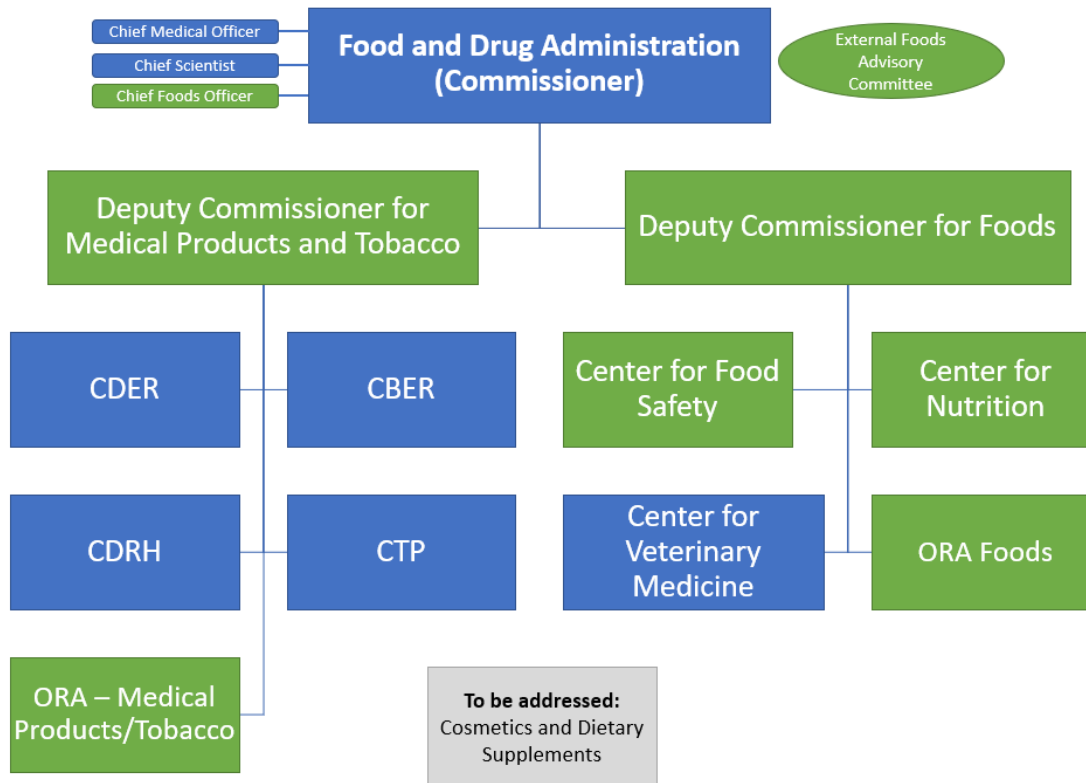 Chief Medical Officer
Chief Scientist
Chief Foods Officer
Food and Drug Administration
(Commissioner)
External Foods
Advisory
Committee
Deputy Commissioner for
Medical Products and Tobacco
Deputy Commissioner for Foods
CDER
CBER
Center for Food
Safety
Center for
Nutrition
CDRH
CTP
Center for
Veterinary
Medicine
ORA Foods
ORA – Medical
Products/Tobacco
To be addressed:
Cosmetics and Dietary
Supplements